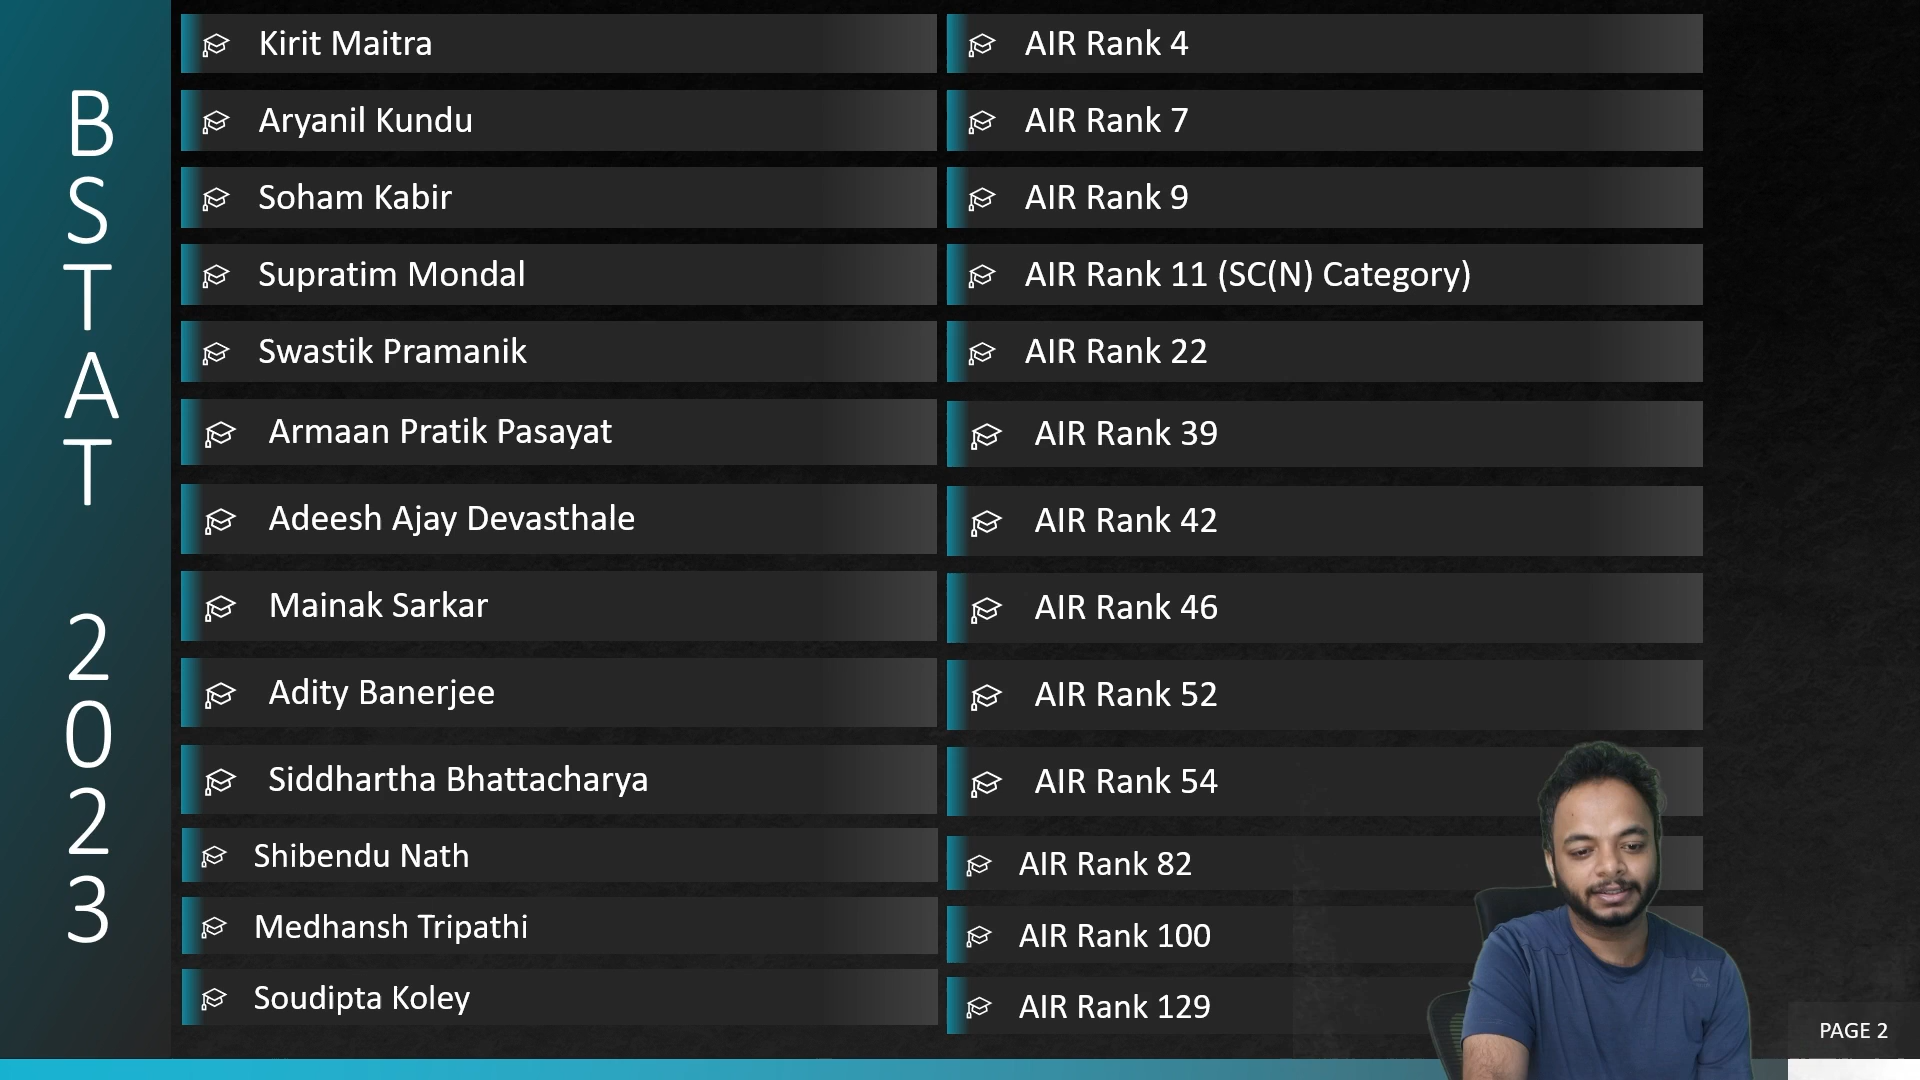 BSTAT 2023
Kirit Maitra AIR Rank 4
Aryanil Kundu AIR Rank 7
Soham Kabir AIR Rank 9
Supratim Mondal AIR Rank 11 (SC(N) Category)
Swastik Pramanik AIR Rank 22
Armaan Pratik Pasayat AIR Rank 39
Adeesh Ajay Devasthale AIR Rank 42
Mainak Sarkar AIR Rank 46
Adity Banerjee AIR Rank 52
Siddhartha Bhattacharya AIR Rank 54
Shibendu Nath AIR Rank 82
Medhansh Tripathi AIR Rank 100
Soudipta Koley AIR Rank 129
PAGE 2